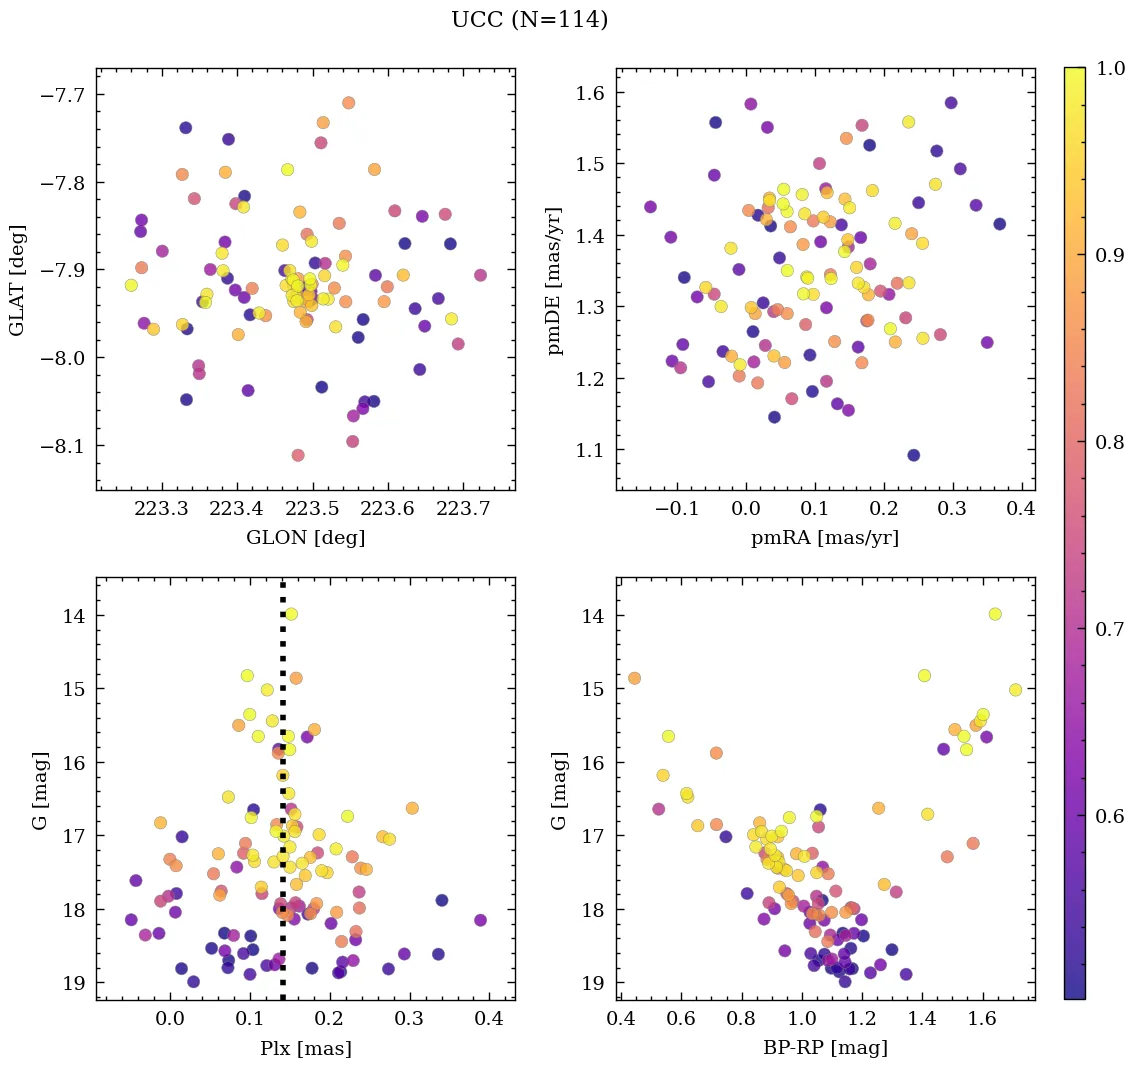 UCC (N=114)
−7.7
−7.8
−7.9
−8.0
−8.1
GLAT [deg]
223.3 223.4 223.5 223.6 223.7
GLON [deg]
1.6
1.5
1.4
1.3
1.2
1.1
pmDE [mas/yr]
−0.1 0.0 0.1 0.2 0.3 0.4
pmRA [mas/yr]
14
15
16
17
18
19
G [mag]
0.0 0.1 0.2 0.3 0.4
Plx [mas]
14
15
16
17
18
19
G [mag]
0.4 0.6 0.8 1.0 1.2 1.4 1.6
BP-RP [mag]
1.0
0.9
0.8
0.7
0.6